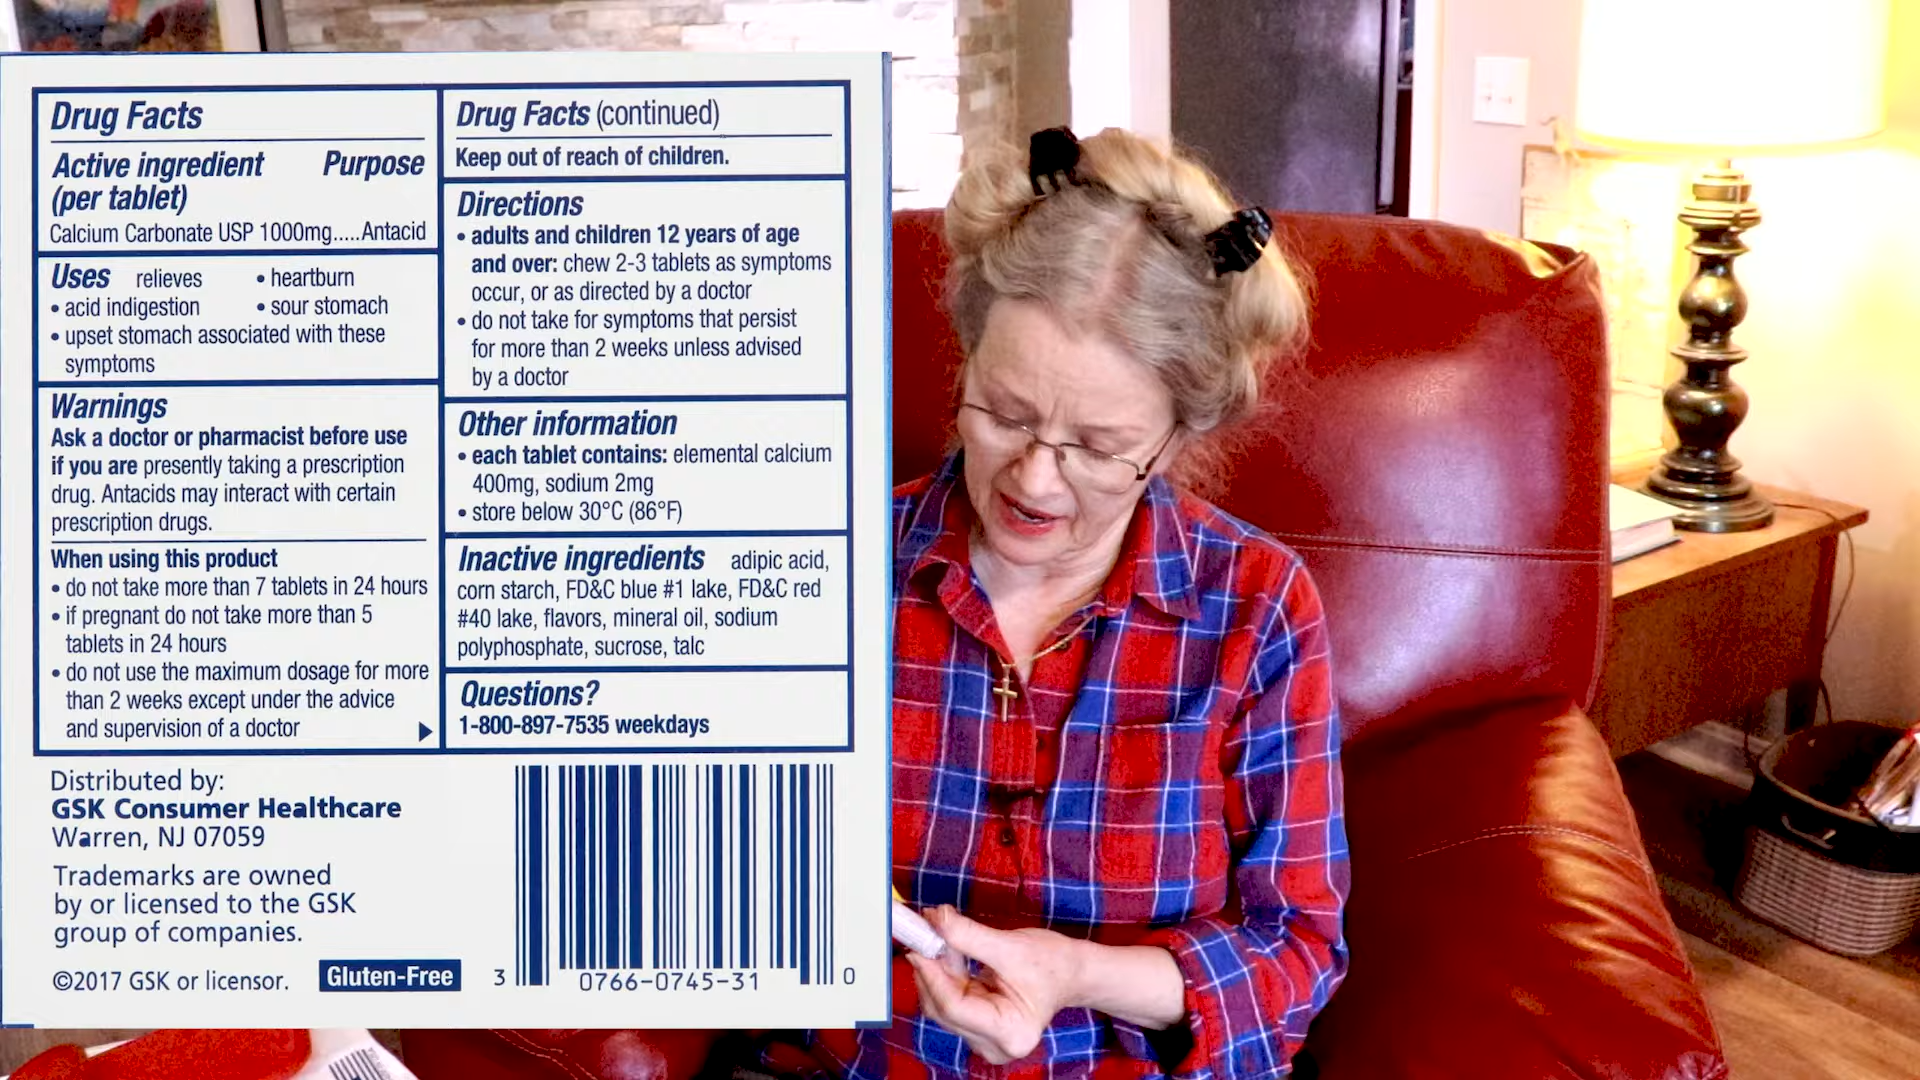 Drug Facts
Active ingredient Purpose
(per tablet)
Calcium Carbonate USP 1000mg.....Antacid
Uses relieves • heartburn
• acid indigestion • sour stomach
• upset stomach associated with these
symptoms
Warnings
Ask a doctor or pharmacist before use
if you are presently taking a prescription
drug. Antacids may interact with certain
prescription drugs.
When using this product
• do not take more than 7 tablets in 24 hours
• if pregnant do not take more than 5
tablets in 24 hours
• do not use the maximum dosage for more
than 2 weeks except under the advice
and supervision of a doctor
Drug Facts (continued)
Keep out of reach of children.
Directions
• adults and children 12 years of age
and over: chew 2-3 tablets as symptoms
occur, or as directed by a doctor
• do not take for symptoms that persist
for more than 2 weeks unless advised
by a doctor
Other information
• each tablet contains: elemental calcium
400mg, sodium 2mg
• store below 30°C (86°F)
Inactive ingredients adipic acid,
corn starch, FD&C blue #1 lake, FD&C red
#40 lake, flavors, mineral oil, sodium
polyphosphate, sucrose, talc
Questions?
1-800-897-7535 weekdays
Distributed by:
GSK Consumer Healthcare
Warren, NJ 07059
Trademarks are owned
by or licensed to the GSK
group of companies.
©2017 GSK or licensor. Gluten-Free
3 0766-0745-31 0